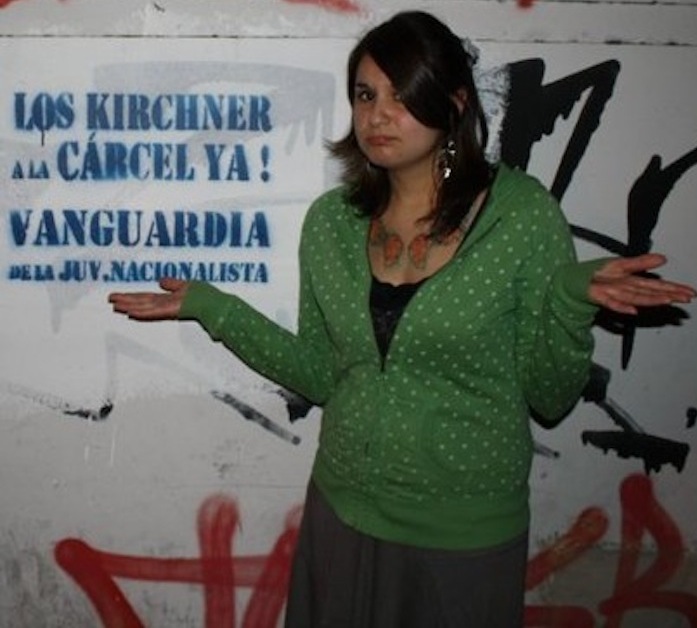 LOS KIRCHNER
A LA CÁRCEL YA !
VANGUARDIA
DE LA JUV.NACIONALISTA